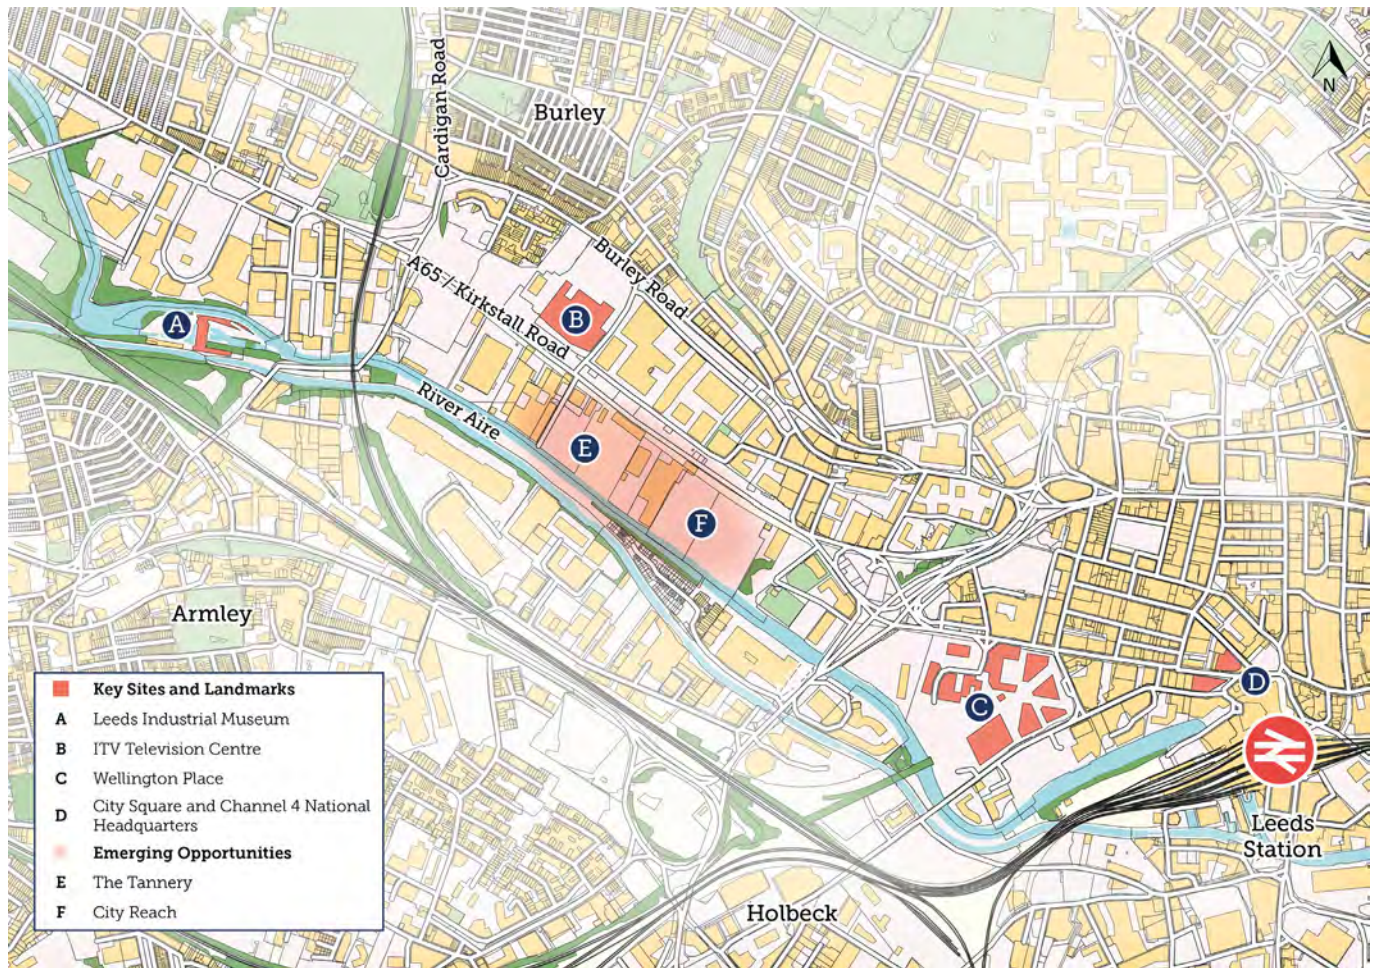 Cardigan Road
Burley
N
Burley Road
A65 / Kirkstall Road
A
B
River Aire
E
F
Armley
D
C
Leeds
Station
Holbeck
Key Sites and Landmarks
A Leeds Industrial Museum
B ITV Television Centre
C Wellington Place
D City Square and Channel 4 National
Headquarters
Emerging Opportunities
E The Tannery
F City Reach